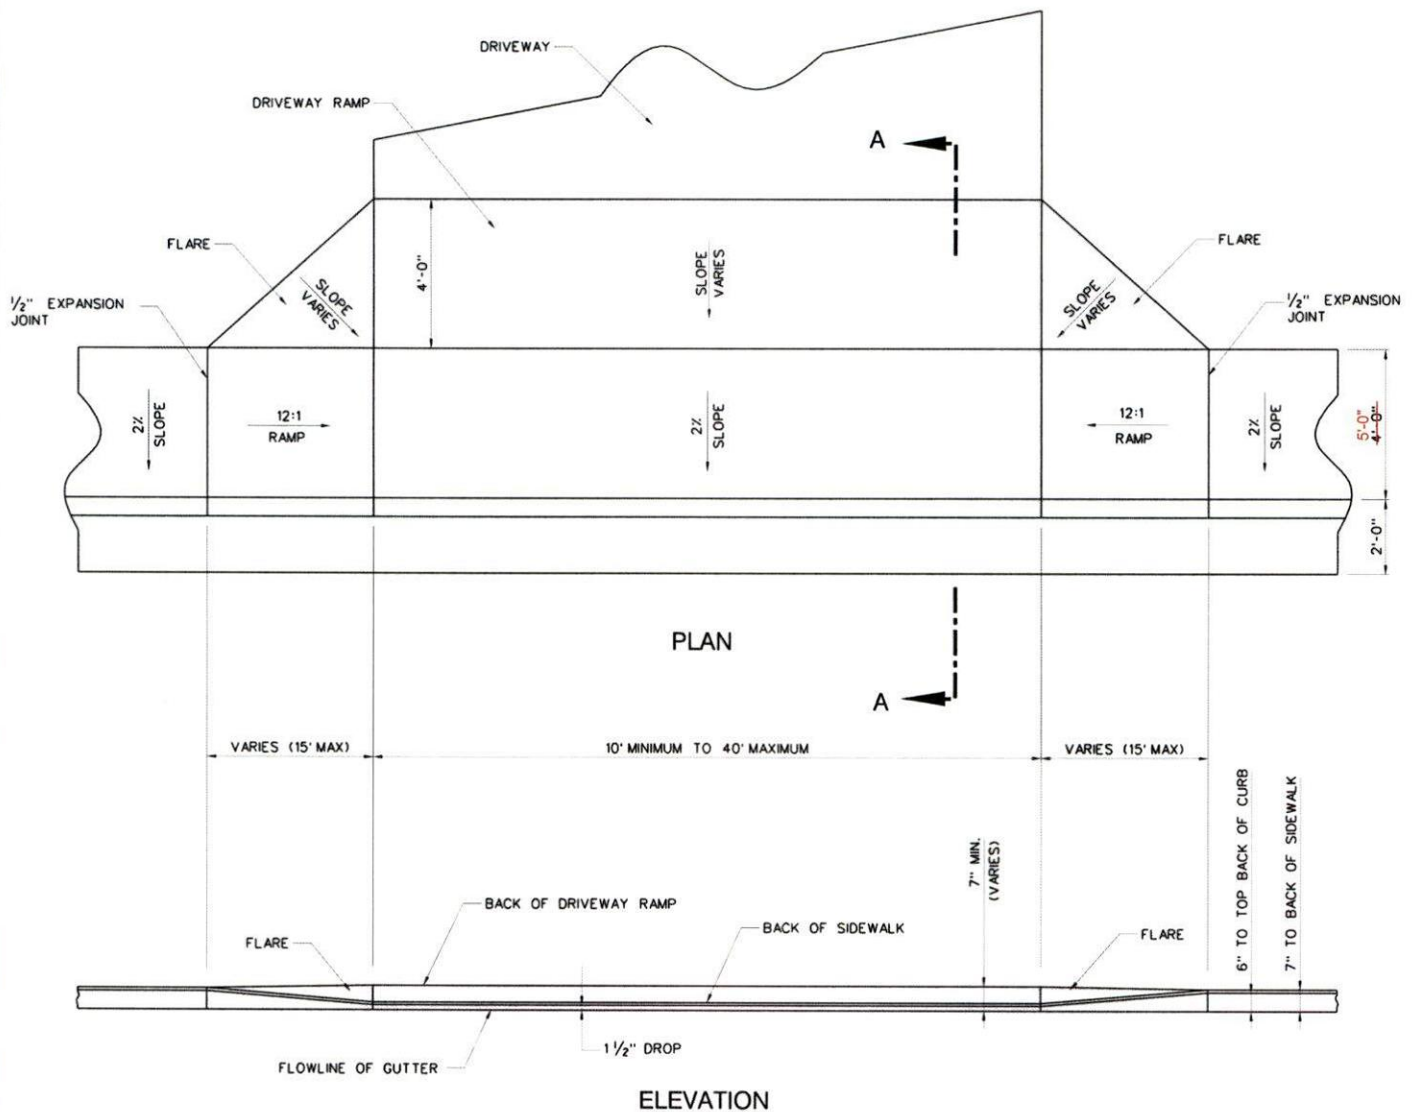 DRIVEWAY
DRIVEWAY RAMP
A
FLARE
FLARE
SLOPE
VARIES
4'-0"
SLOPE
VARIES
SLOPE
VARIES
1/2" EXPANSION
JOINT
1/2" EXPANSION
JOINT
2%
SLOPE
12:1
RAMP
2%
SLOPE
12:1
RAMP
2%
SLOPE
5'-0"
4'-0"
2'-0"
PLAN
A
VARIES (15' MAX)
10' MINIMUM TO 40' MAXIMUM
VARIES (15' MAX)
7" MIN.
(VARIES)
6" TO TOP BACK OF CURB
7" TO BACK OF SIDEWALK
BACK OF DRIVEWAY RAMP
BACK OF SIDEWALK
FLARE
FLARE
1 1/2" DROP
FLOWLINE OF GUTTER
ELEVATION